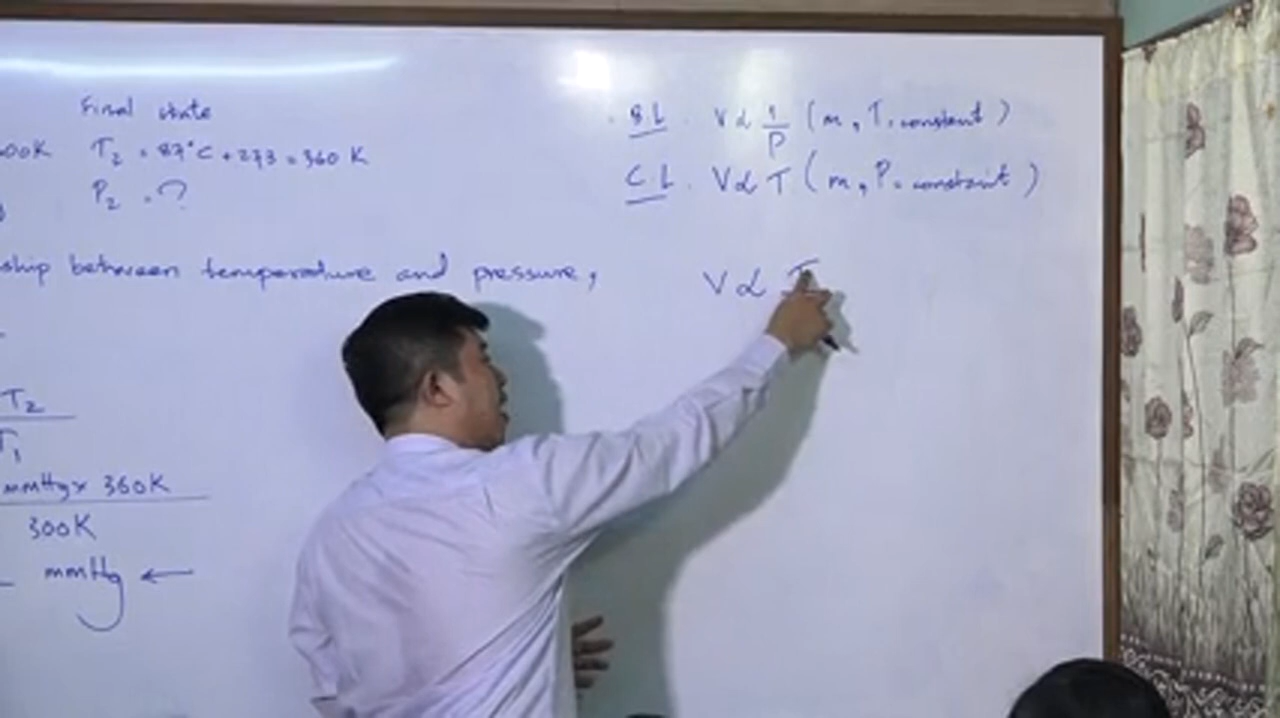 Final state
00K T₂ = 87°C + 273 = 360 K
P₂ = ?
ship between temperature and pressure,
T₂
T₁
mmHg x 360K
300K
mmHg ←
B L . V ∝ 1/P (m, T = constant)
C L . V ∝ T (m, P = constant)
V ∝ T